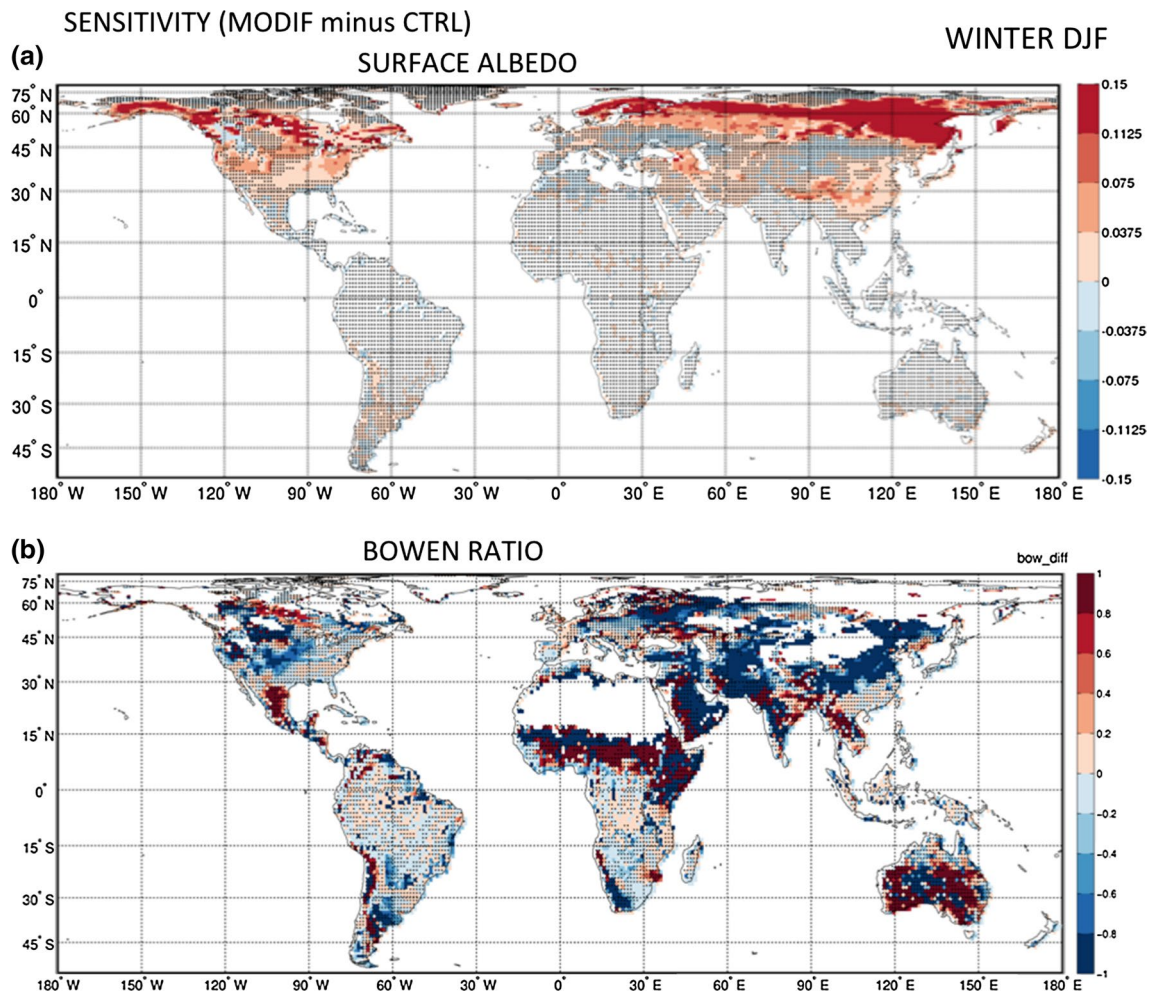 SENSITIVITY (MODIF minus CTRL)
WINTER DJF
(a)
SURFACE ALBEDO
75° N
60° N
45° N
30° N
15° N
0°
15° S
30° S
45° S
180° W 150° W 120° W 90° W 60° W 30° W 0° 30° E 60° E 90° E 120° E 150° E 180° E
0.15
0.1125
0.075
0.0375
0
-0.0375
-0.075
-0.1125
-0.15
(b)
BOWEN RATIO
bow_diff
75° N
60° N
45° N
30° N
15° N
0°
15° S
30° S
45° S
180° W 150° W 120° W 90° W 60° W 30° W 0° 30° E 60° E 90° E 120° E 150° E 180° E
1
0.8
0.6
0.4
0.2
0
-0.2
-0.4
-0.6
-0.8
-1